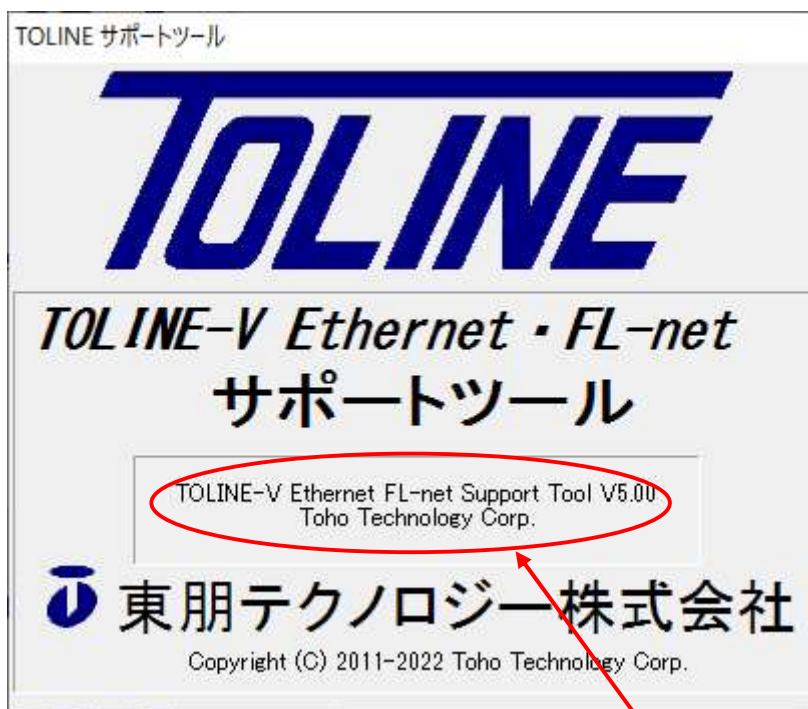 TOLINE サポートツール
TOLINE
TOLINE-V Ethernet・FL-net
サポートツール
TOLINE-V Ethernet FL-net Support Tool V5.00
Toho Technology Corp.
東朋テクノロジー株式会社
Copyright (C) 2011-2022 Toho Technology Corp.